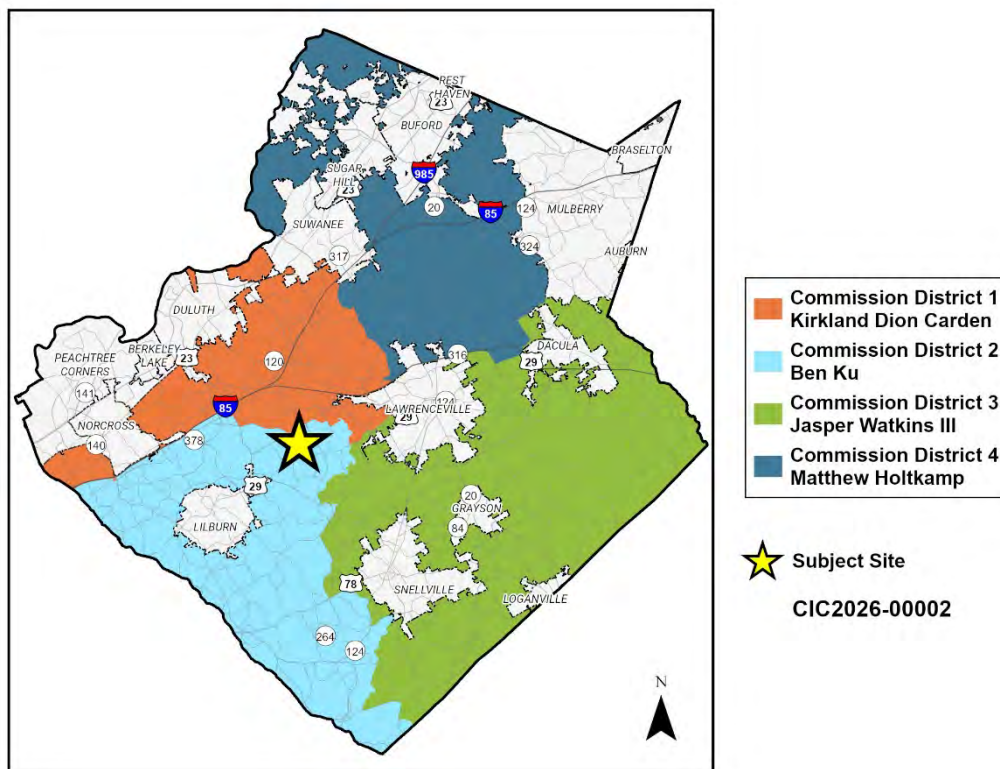 REST
HAVEN
23
BUFORD
BRASELTON
SUGAR
HILL
23
985
20
85
124
MULBERRY
SUWANEE
324
AUBURN
317
DULUTH
BERKELEY
LAKE
23
PEACHTREE
CORNERS
141
120
316
DACULA
29
124
LAWRENCEVILLE
29
85
NORCROSS
140
378
29
LILBURN
20
GRAYSON
84
78
SNELLVILLE
LOGANVILLE
264
124
N
Commission District 1
Kirkland Dion Carden
Commission District 2
Ben Ku
Commission District 3
Jasper Watkins III
Commission District 4
Matthew Holtkamp
Subject Site
CIC2026-00002